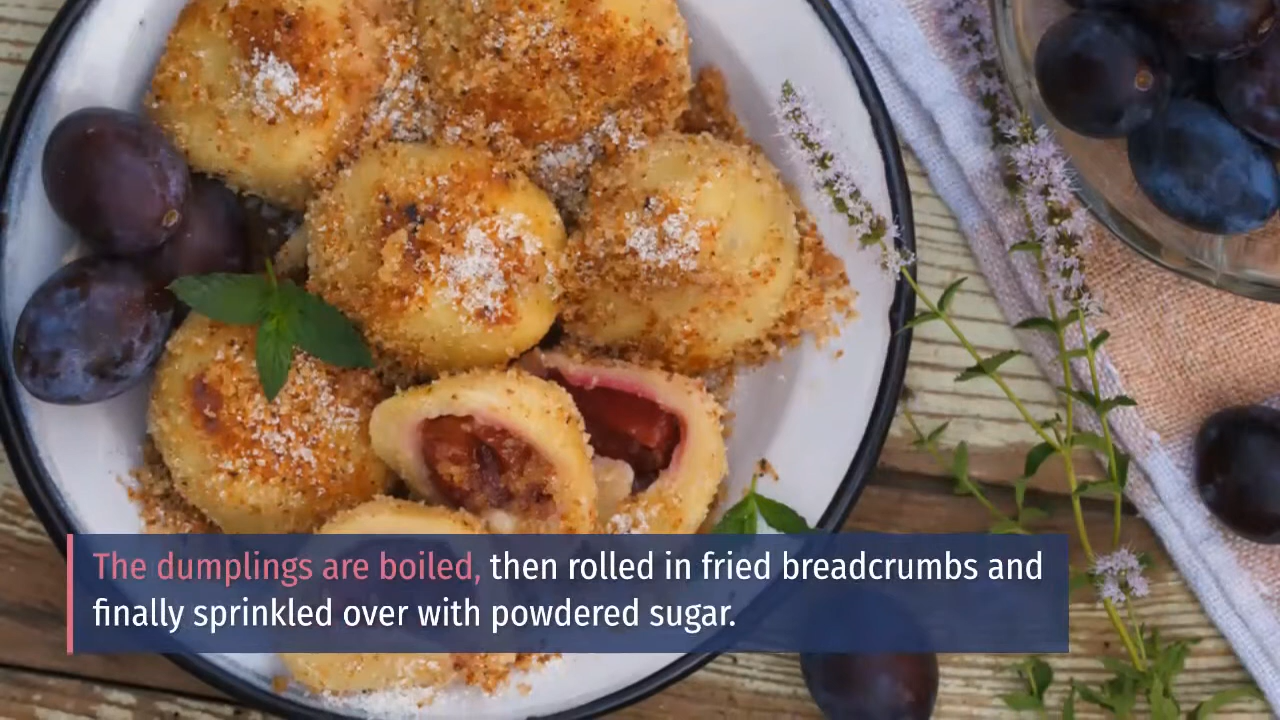 The dumplings are boiled, then rolled in fried breadcrumbs and
finally sprinkled over with powdered sugar.